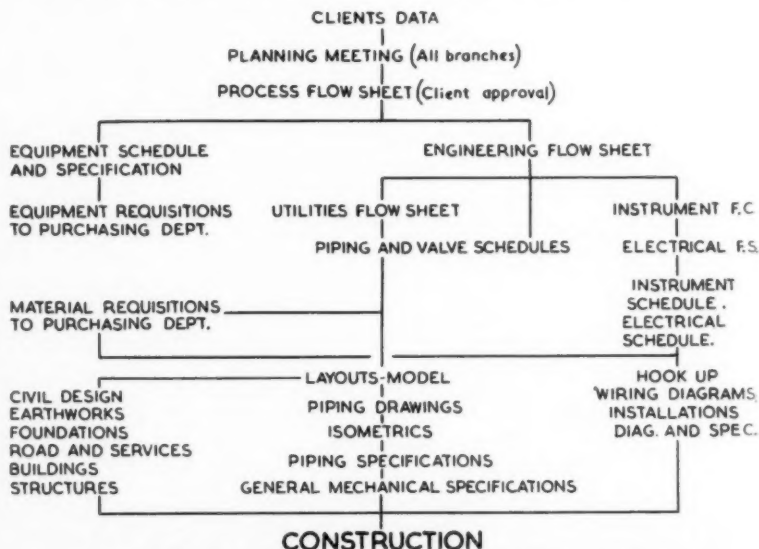 CLIENTS DATA
PLANNING MEETING (All branches)
PROCESS FLOW SHEET (Client approval)
EQUIPMENT SCHEDULE
AND SPECIFICATION
ENGINEERING FLOW SHEET
EQUIPMENT REQUISITIONS
TO PURCHASING DEPT.
UTILITIES FLOW SHEET
INSTRUMENT F.C
PIPING AND VALVE SCHEDULES
ELECTRICAL F.S.
MATERIAL REQUISITIONS
TO PURCHASING DEPT.
INSTRUMENT
SCHEDULE.
ELECTRICAL
SCHEDULE.
CIVIL DESIGN
EARTHWORKS
FOUNDATIONS
ROAD AND SERVICES
BUILDINGS
STRUCTURES
LAYOUTS-MODEL
PIPING DRAWINGS
ISOMETRICS
PIPING SPECIFICATIONS
GENERAL MECHANICAL SPECIFICATIONS
HOOK UP
WIRING DIAGRAMS
INSTALLATIONS
DIAG. AND SPEC.
CONSTRUCTION